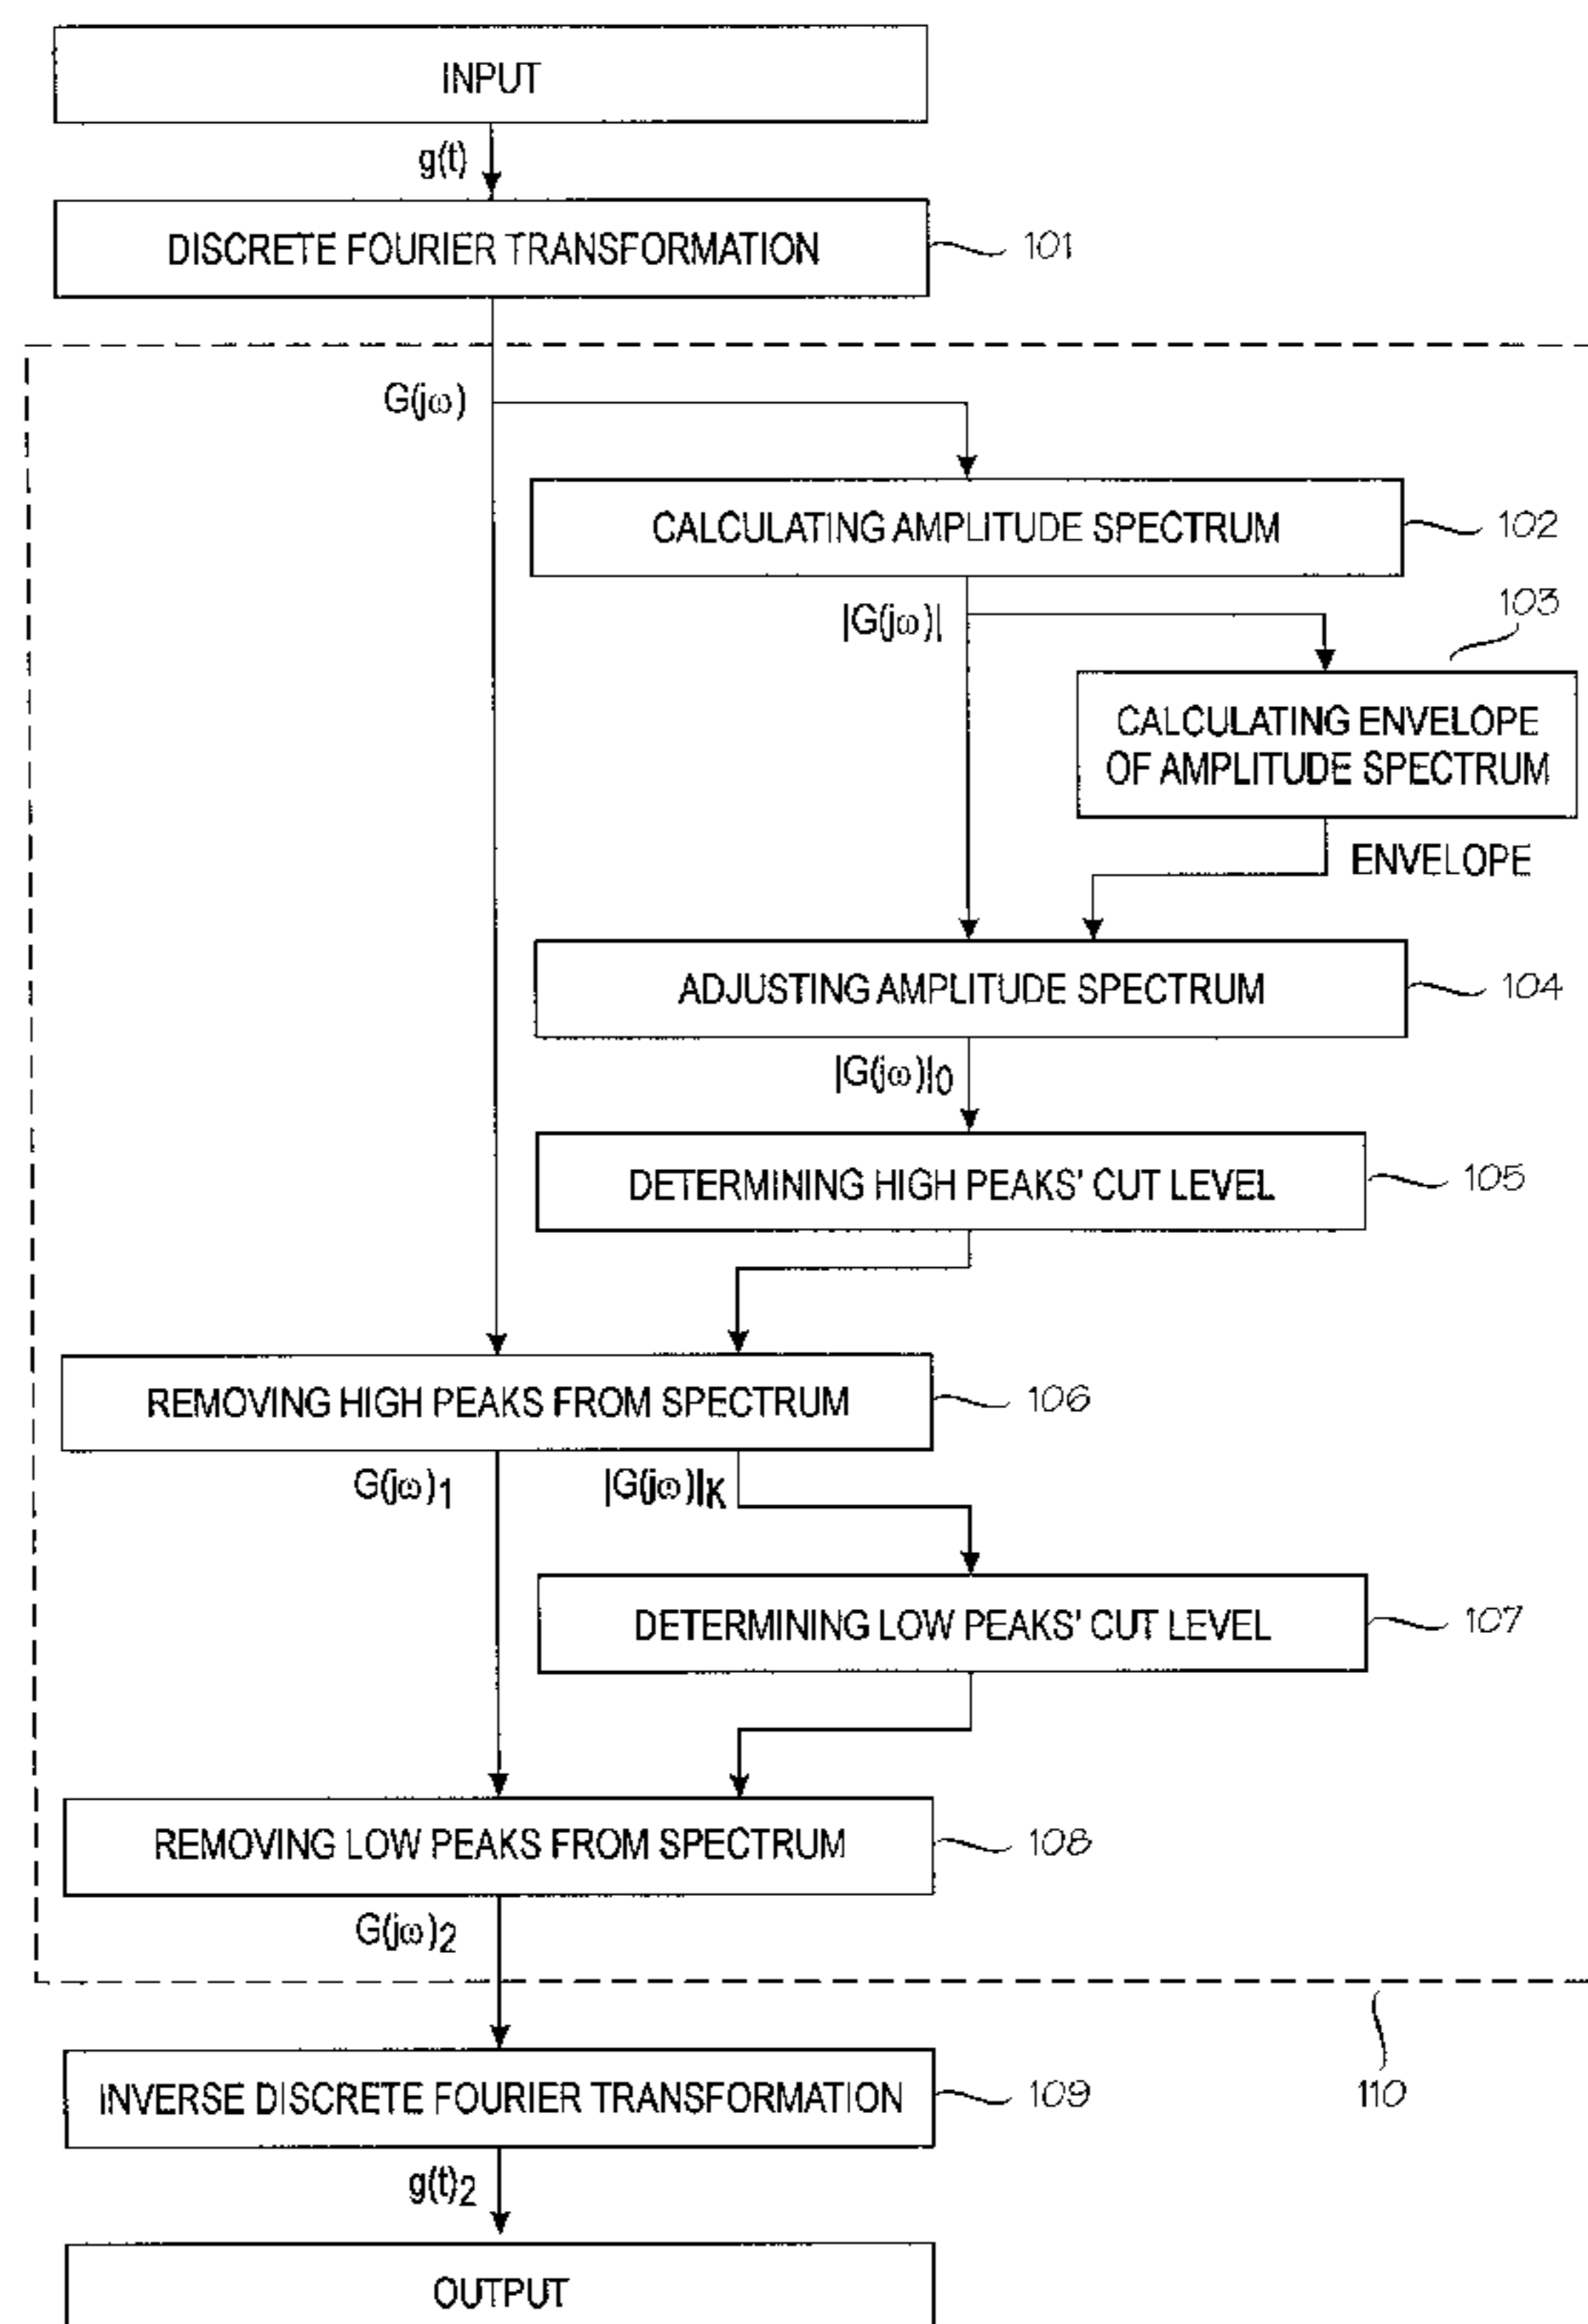 INPUT
g(t)
DISCRETE FOURIER TRANSFORMATION
101
G(jω)
CALCULATING AMPLITUDE SPECTRUM
102
|G(jω)|
103
CALCULATING ENVELOPE
OF AMPLITUDE SPECTRUM
ENVELOPE
ADJUSTING AMPLITUDE SPECTRUM
104
|G(jω)|0
DETERMINING HIGH PEAKS' CUT LEVEL
105
REMOVING HIGH PEAKS FROM SPECTRUM
106
G(jω)1
|G(jω)|K
DETERMINING LOW PEAKS' CUT LEVEL
107
REMOVING LOW PEAKS FROM SPECTRUM
108
G(jω)2
INVERSE DISCRETE FOURIER TRANSFORMATION
109
110
g(t)2
OUTPUT